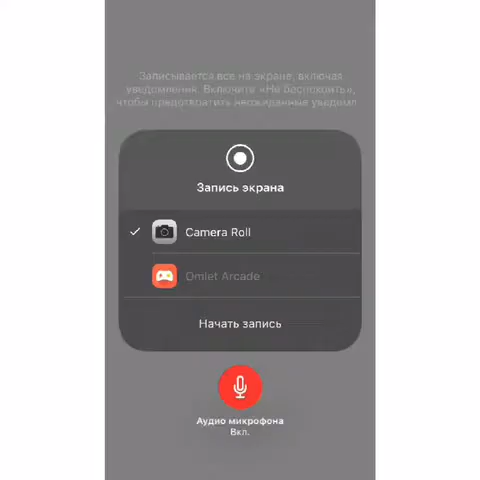 Записывается все на экране, включая
уведомления. Включите «Не беспокоить»,
чтобы предотвратить неожиданные уведомл
Запись экрана
Camera Roll
Omlet Arcade
Начать запись
Аудио микрофона
Вкл.